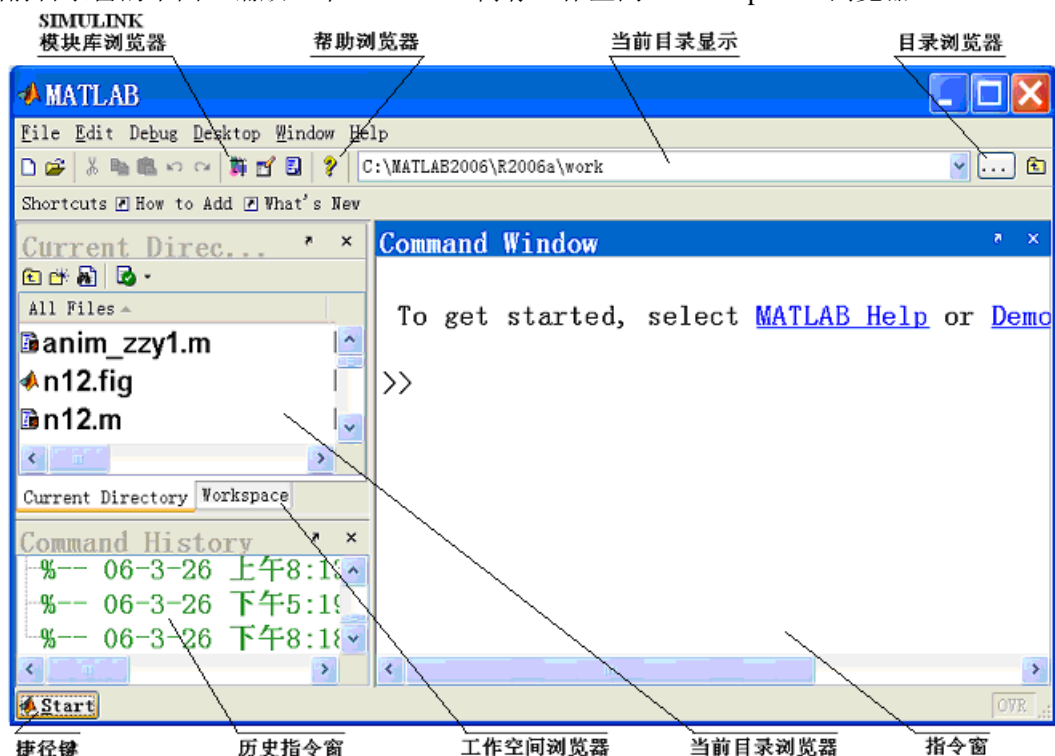 SIMULINK
模块库浏览器
帮助浏览器
当前目录显示
目录浏览器
MATLAB
File Edit Debug Desktop Window Help
C:\MATLAB2006\R2006a\work
...
Shortcuts How to Add What's New
Current Direc...
All Files
anim_zzy1.m
n12.fig
n12.m
Current Directory Workspace
Command History
%-- 06-3-26 上午8:1
%-- 06-3-26 下午5:19
%-- 06-3-26 下午8:18
Command Window
To get started, select MATLAB Help or Demo
>>
Start
OVR
捷径键
历史指令窗
工作空间浏览器
当前目录浏览器
指令窗